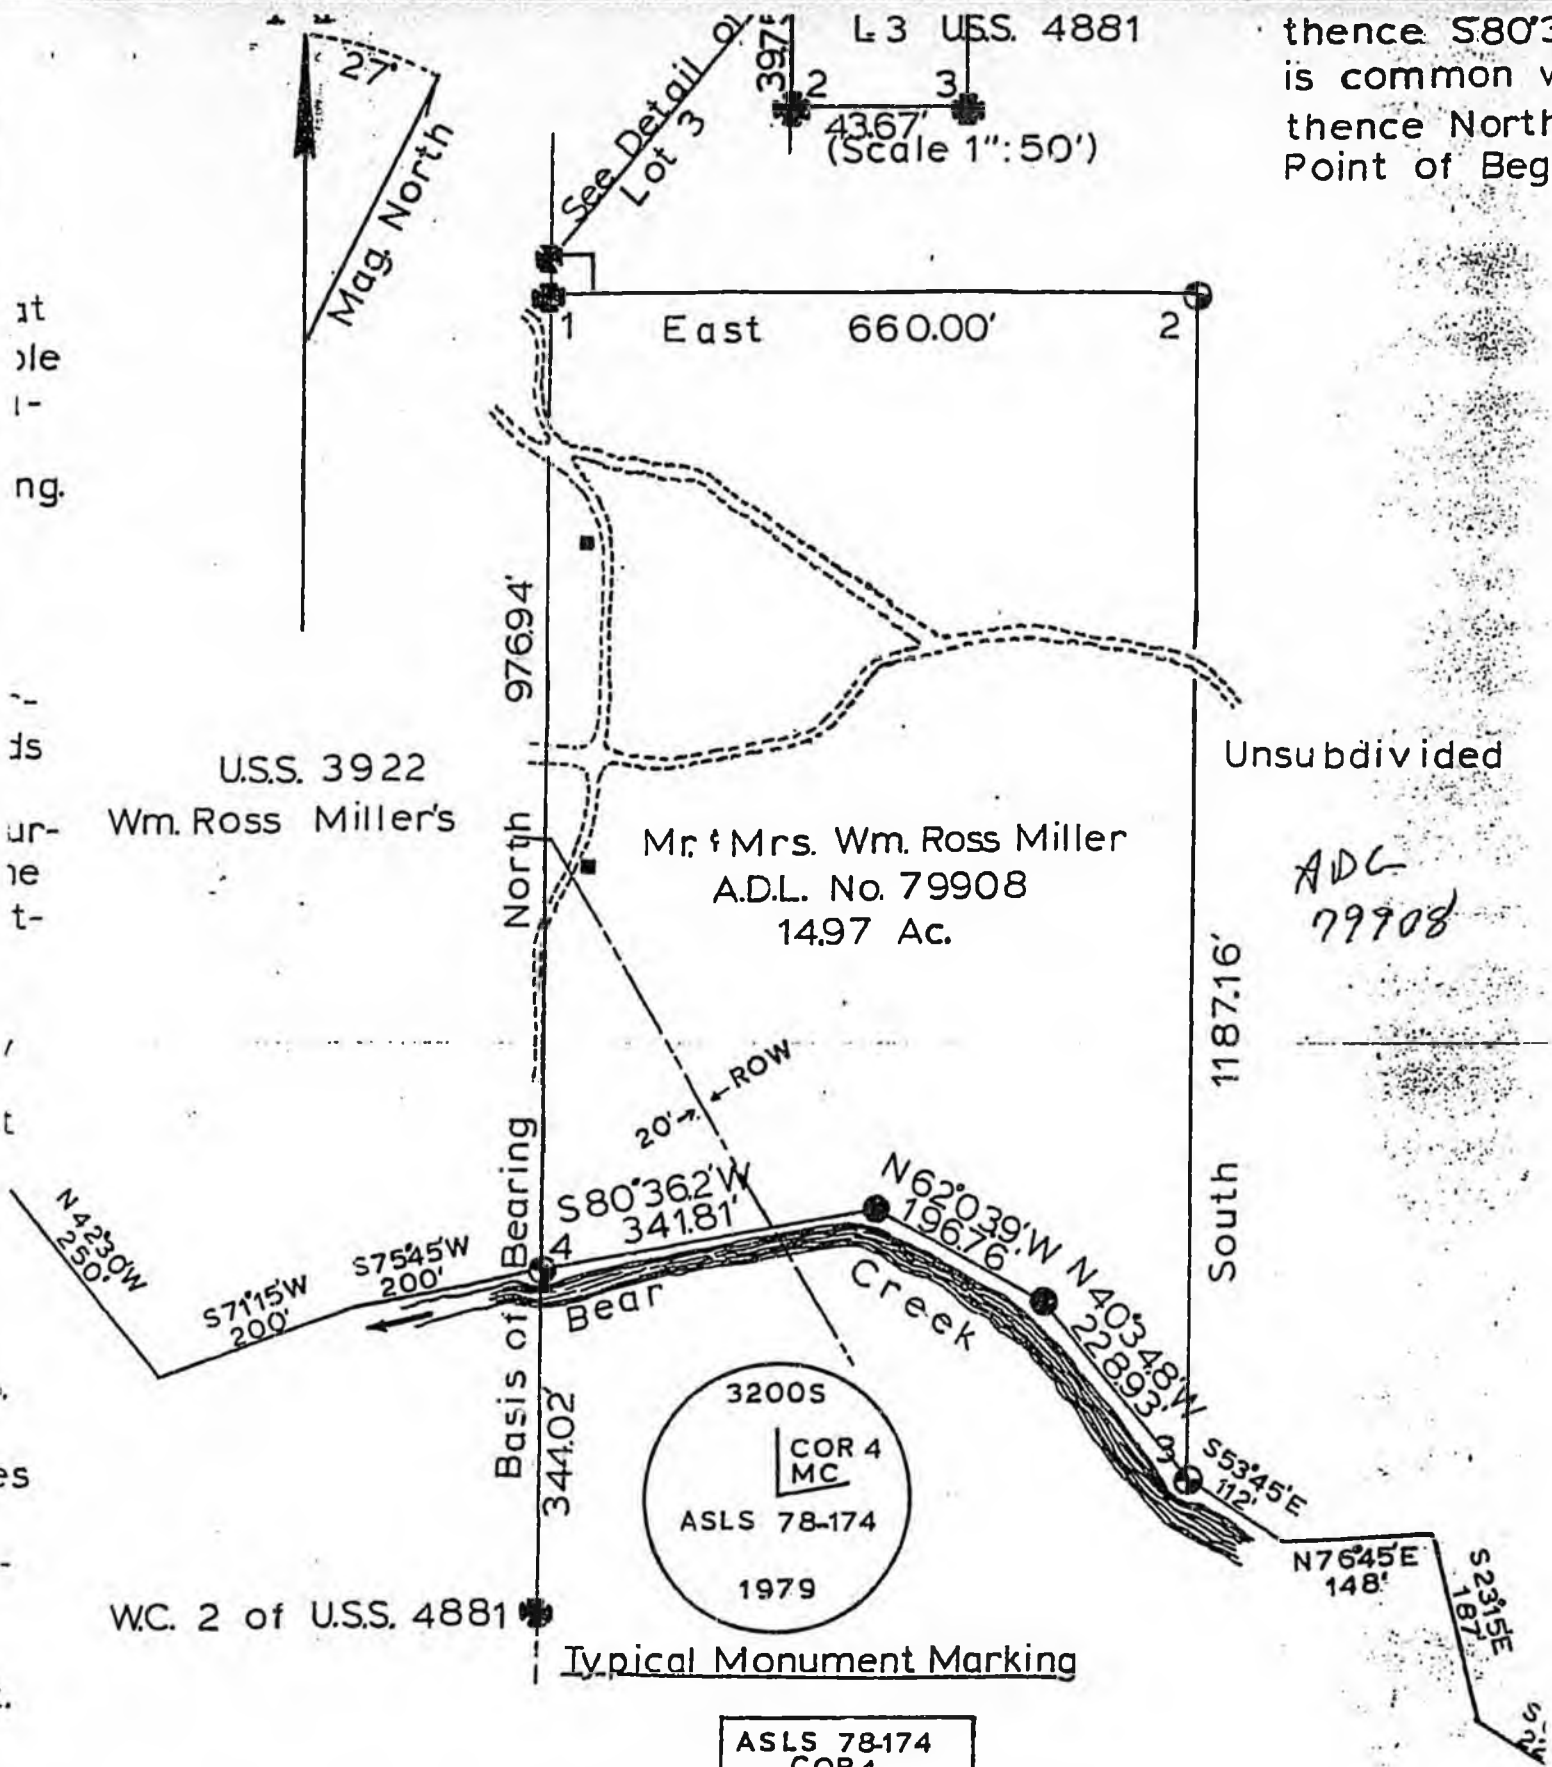 27°
Mag. North
See Detail
Lot 3
39.7
L-3 U.S.S. 4881
2
3
43.67'
(Scale 1":50')
thence S80°3
is common
thence North
Point of Beg
1
East 660.00'
2
ng.
ds
ur-
t-
t
es
976.94'
North
Basis of Bearing
U.S.S. 3922
Wm. Ross Miller's
Mr. & Mrs. Wm. Ross Miller
A.D.L. No. 79908
14.97 Ac.
Unsubdivided
ADL
79908
South 1187.16'
20'
ROW
N42°30'W
250'
S71°15'W
200'
S75°45'W
200'
4
S80°36.2'W
341.81'
N62°03.9'W
196.76'
N40°34.8'W
228.93'
3
S53°45'E
112'
N76°45'E
148'
S23°15'E
187'
Bear Creek
344.02'
W.C. 2 of U.S.S. 4881
3200S
COR 4
MC
ASLS 78-174
1979
Typical Monument Marking
ASLS 78-174
COR 4